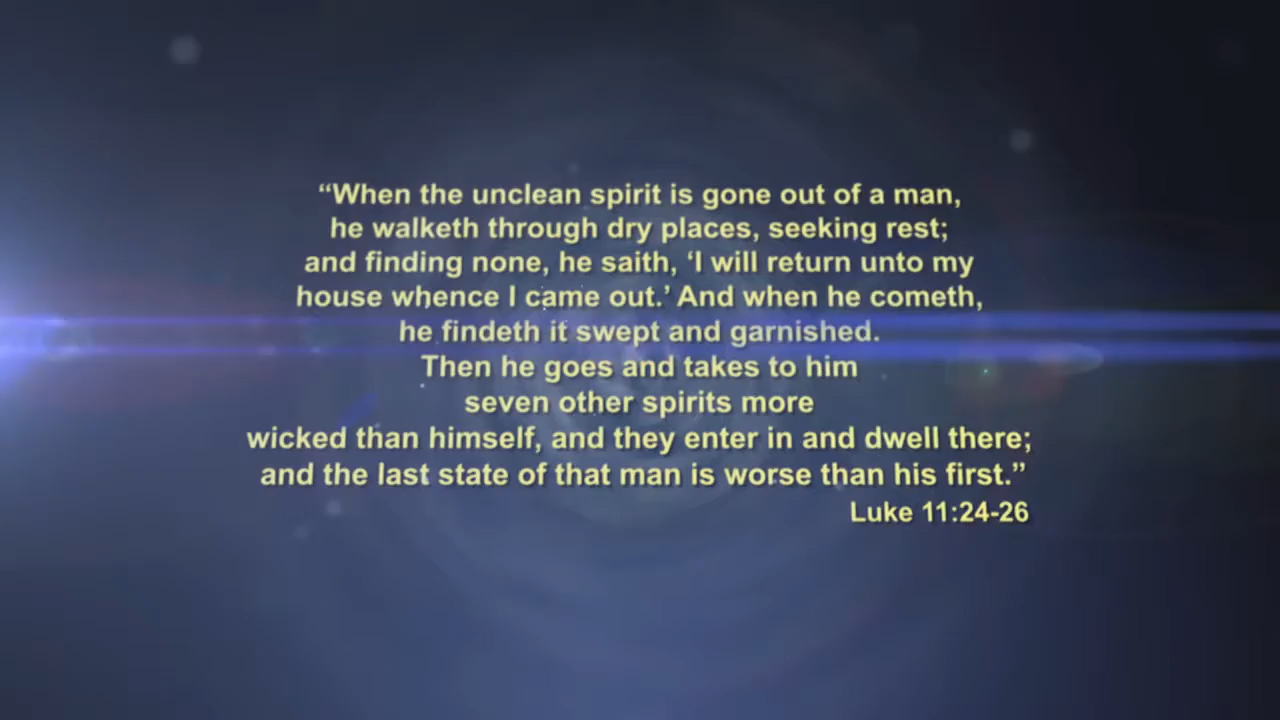 “When the unclean spirit is gone out of a man,
he walketh through dry places, seeking rest;
and finding none, he saith, ‘I will return unto my
house whence I came out.’ And when he cometh,
he findeth it swept and garnished.
Then he goes and takes to him
seven other spirits more
wicked than himself, and they enter in and dwell there;
and the last state of that man is worse than his first.”
Luke 11:24-26